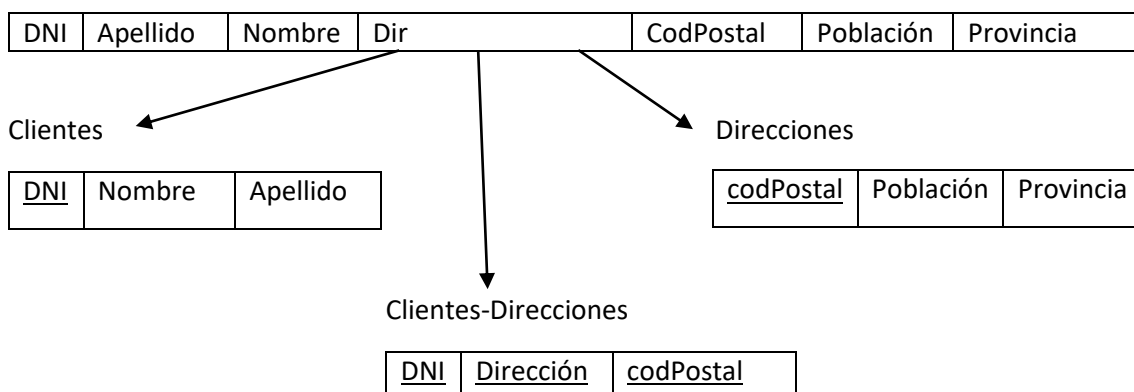 DNI Apellido Nombre Dir CodPostal Población Provincia
Clientes Direcciones
DNI Nombre Apellido
codPostal Población Provincia
Clientes-Direcciones
DNI Dirección codPostal